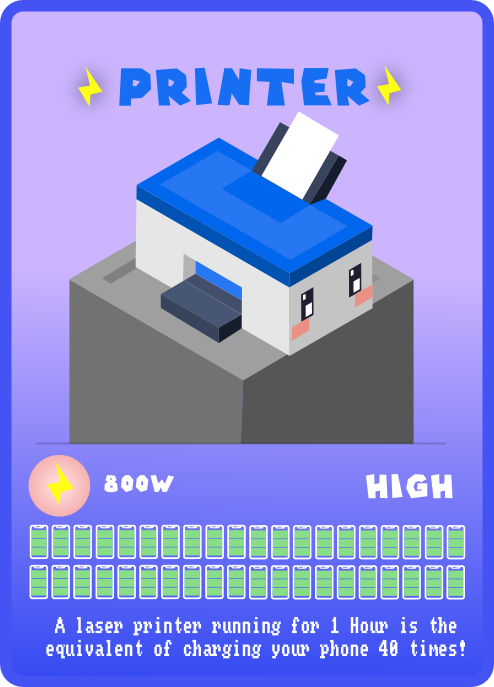 PRINTER
800W
HIGH
A laser printer running for 1 Hour is the
equivalent of charging your phone 40 times!